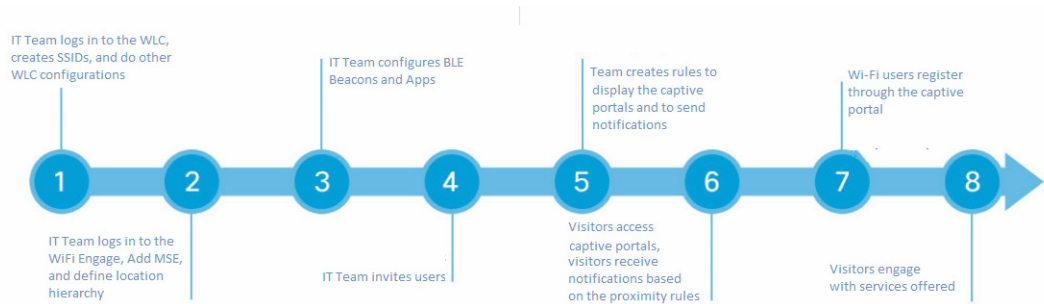 IT Team logs in to the WLC,
creates SSIDs, and do other
WLC configurations
IT Team configures BLE
Beacons and Apps
Team creates rules to
display the captive
portals and to send
notifications
Wi-Fi users register
through the captive
portal
1
2
3
4
5
6
7
8
IT Team logs in to the
WiFi Engage, Add MSE,
and define location
hierarchy
IT Team invites users
Visitors access
captive portals,
visitors receive
notifications based
on the proximity rules
Visitors engage
with services offered